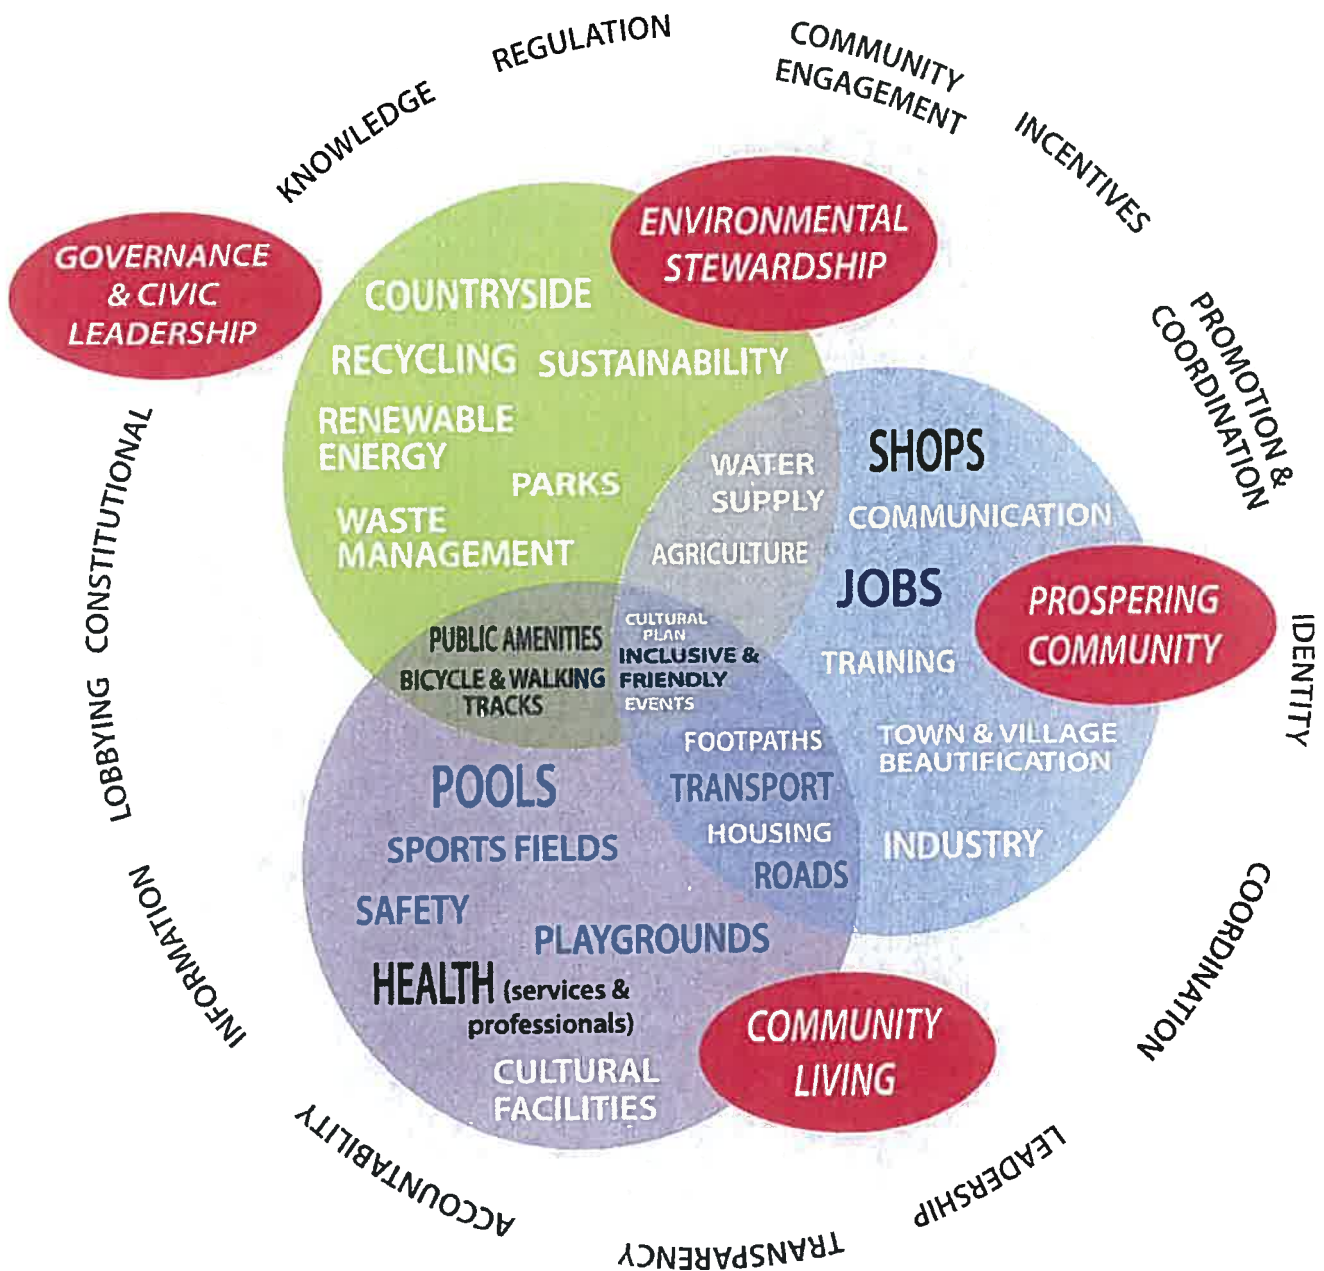 REGULATION
COMMUNITY
ENGAGEMENT
KNOWLEDGE
INCENTIVES
GOVERNANCE
& CIVIC
LEADERSHIP
ENVIRONMENTAL
STEWARDSHIP
PROMOTION &
COORDINATION
COUNTRYSIDE
RECYCLING
SUSTAINABILITY
RENEWABLE
ENERGY
PARKS
WASTE
MANAGEMENT
WATER
SUPPLY
AGRICULTURE
SHOPS
COMMUNICATION
JOBS
TRAINING
PROSPERING
COMMUNITY
IDENTITY
TOWN & VILLAGE
BEAUTIFICATION
INDUSTRY
CONSTITUTIONAL
LOBBYING
PUBLIC AMENITIES
BICYCLE & WALKING
TRACKS
CULTURAL
PLAN
INCLUSIVE &
FRIENDLY
EVENTS
FOOTPATHS
TRANSPORT
HOUSING
ROADS
POOLS
SPORTS FIELDS
SAFETY
PLAYGROUNDS
HEALTH (services &
professionals)
CULTURAL
FACILITIES
COMMUNITY
LIVING
COORDINATION
INFORMATION
ACCOUNTABILITY
TRANSPARENCY
LEADERSHIP